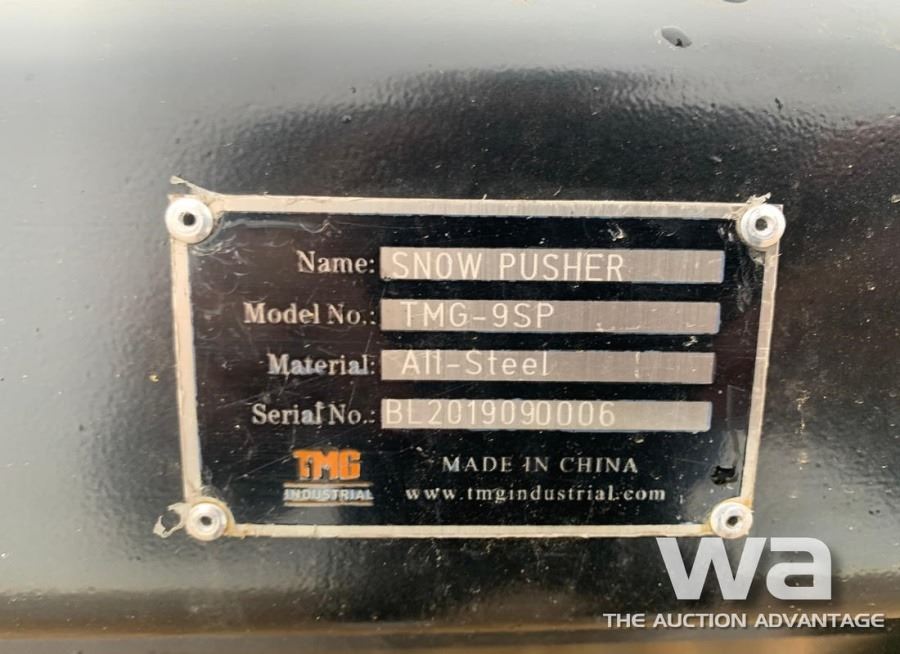 Name: SNOW PUSHER
Model No.: TMG-9SP
Material: All-Steel
Serial No.: BL2019090006
TMG
INDUSTRIAL
MADE IN CHINA
www.tmgindustrial.com
wa
THE AUCTION ADVANTAGE